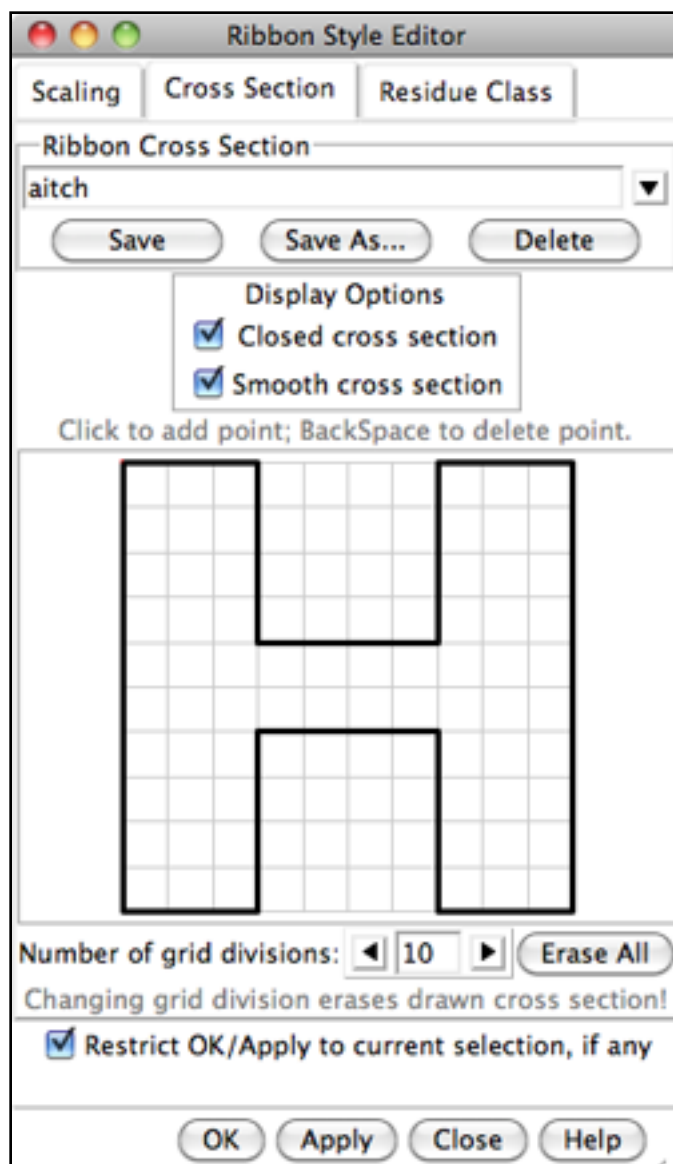 Ribbon Style Editor
Scaling Cross Section Residue Class
Ribbon Cross Section
aitch
Save Save As... Delete
Display Options
Closed cross section
Smooth cross section
Click to add point; BackSpace to delete point.
Number of grid divisions: 10 Erase All
Changing grid division erases drawn cross section!
Restrict OK/Apply to current selection, if any
OK Apply Close Help